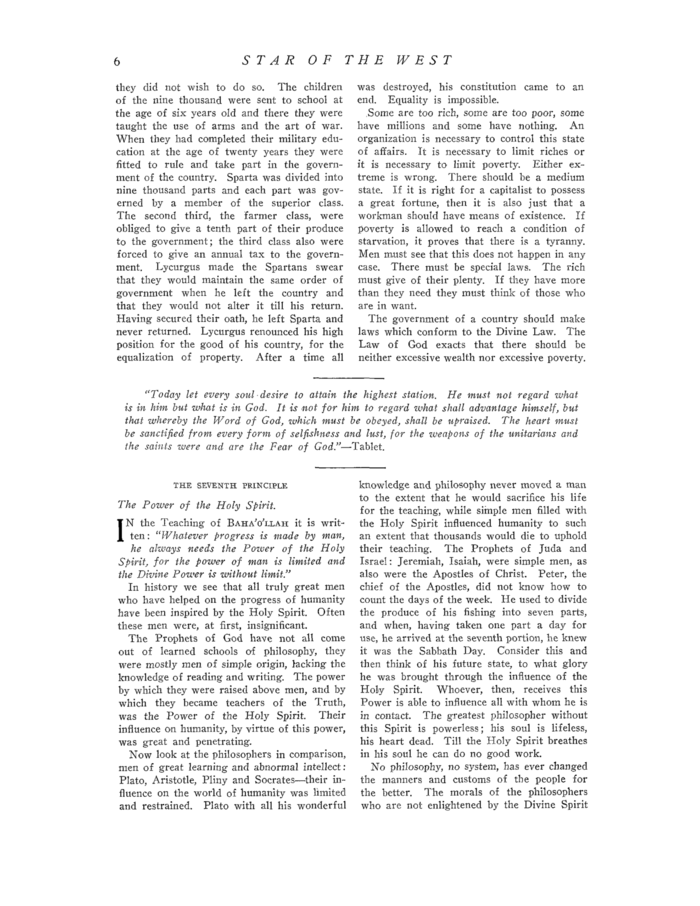 6
STAR OF THE WEST
they did not wish to do so. The children
of the nine thousand were sent to school at
the age of six years old and there they were
taught the use of arms and the art of war.
When they had completed their military edu-
cation at the age of twenty years they were
fitted to rule and take part in the govern-
ment of the country. Sparta was divided into
nine thousand parts and each part was gov-
erned by a member of the superior class.
The second third, the farmer class, were
obliged to give a tenth part of their produce
to the government; the third class also were
forced to give an annual tax to the govern-
ment. Lycurgus made the Spartans swear
that they would maintain the same order of
government when he left the country and
that they would not alter it till his return.
Having secured their oath, he left Sparta and
never returned. Lycurgus renounced his high
position for the good of his country, for the
equalization of property. After a time all
was destroyed, his constitution came to an
end. Equality is impossible.
Some are too rich, some are too poor, some
have millions and some have nothing. An
organization is necessary to control this state
of affairs. It is necessary to limit riches or
it is necessary to limit poverty. Either ex-
treme is wrong. There should be a medium
state. If it is right for a capitalist to possess
a great fortune, then it is also just that a
workman should have means of existence. If
poverty is allowed to reach a condition of
starvation, it proves that there is a tyranny.
Men must see that this does not happen in any
case. There must be special laws. The rich
must give of their plenty. If they have more
than they need they must think of those who
are in want.
The government of a country should make
laws which conform to the Divine Law. The
Law of God exacts that there should be
neither excessive wealth nor excessive poverty.
"Today let every soul desire to attain the highest station. He must not regard what
is in him but what is in God. It is not for him to regard what shall advantage himself, but
that whereby the Word of God, which must be obeyed, shall be upraised. The heart must
be sanctified from every form of selfishness and lust, for the weapons of the unitarians and
the saints were and are the Fear of God."—Tablet.
THE SEVENTH PRINCIPLE
The Power of the Holy Spirit.
IN the Teaching of BAHA'O'LLAH it is writ-
ten: "Whatever progress is made by man,
he always needs the Power of the Holy
Spirit, for the power of man is limited and
the Divine Power is without limit."
In history we see that all truly great men
who have helped on the progress of humanity
have been inspired by the Holy Spirit. Often
these men were, at first, insignificant.
The Prophets of God have not all come
out of learned schools of philosophy, they
were mostly men of simple origin, lacking the
knowledge of reading and writing. The power
by which they were raised above men, and by
which they became teachers of the Truth,
was the Power of the Holy Spirit. Their
influence on humanity, by virtue of this power,
was great and penetrating.
Now look at the philosophers in comparison,
men of great learning and abnormal intellect:
Plato, Aristotle, Pliny and Socrates—their in-
fluence on the world of humanity was limited
and restrained. Plato with all his wonderful
knowledge and philosophy never moved a man
to the extent that he would sacrifice his life
for the teaching, while simple men filled with
the Holy Spirit influenced humanity to such
an extent that thousands would die to uphold
their teaching. The Prophets of Juda and
Israel: Jeremiah, Isaiah, were simple men, as
also were the Apostles of Christ. Peter, the
chief of the Apostles, did not know how to
count the days of the week. He used to divide
the produce of his fishing into seven parts,
and when, having taken one part a day for
use, he arrived at the seventh portion, he knew
it was the Sabbath Day. Consider this and
then think of his future state, to what glory
he was brought through the influence of the
Holy Spirit. Whoever, then, receives this
Power is able to influence all with whom he is
in contact. The greatest philosopher without
this Spirit is powerless; his soul is lifeless,
his heart dead. Till the Holy Spirit breathes
in his soul he can do no good work.
No philosophy, no system, has ever changed
the manners and customs of the people for
the better. The morals of the philosophers
who are not enlightened by the Divine Spirit